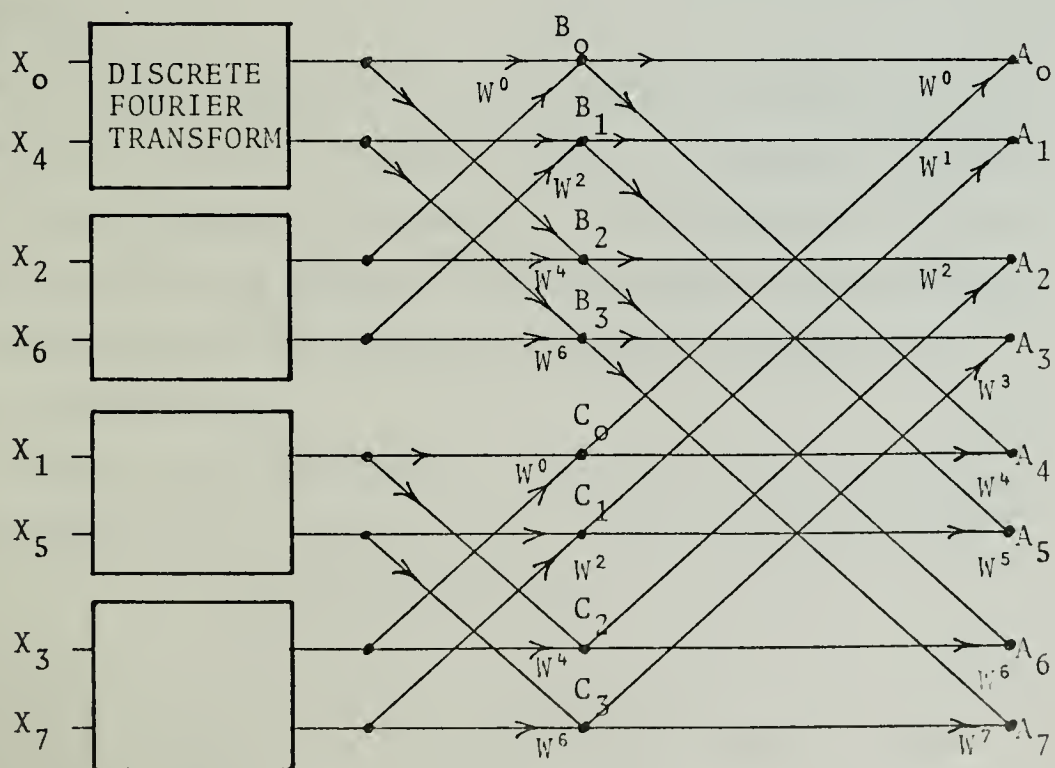 B₀
X₀ DISCRETE W⁰ W⁰ A₀
FOURIER B₁
X₄ TRANSFORM W² W¹ A₁
B₂
X₂ W⁴ W² A₂
B₃
X₆ W⁶ W³ A₃
C₀
X₁ W⁰ W⁴ A₄
C₁
X₅ W² W⁵ A₅
C₂
X₃ W⁴ W⁶ A₆
C₃
X₇ W⁶ W⁷ A₇